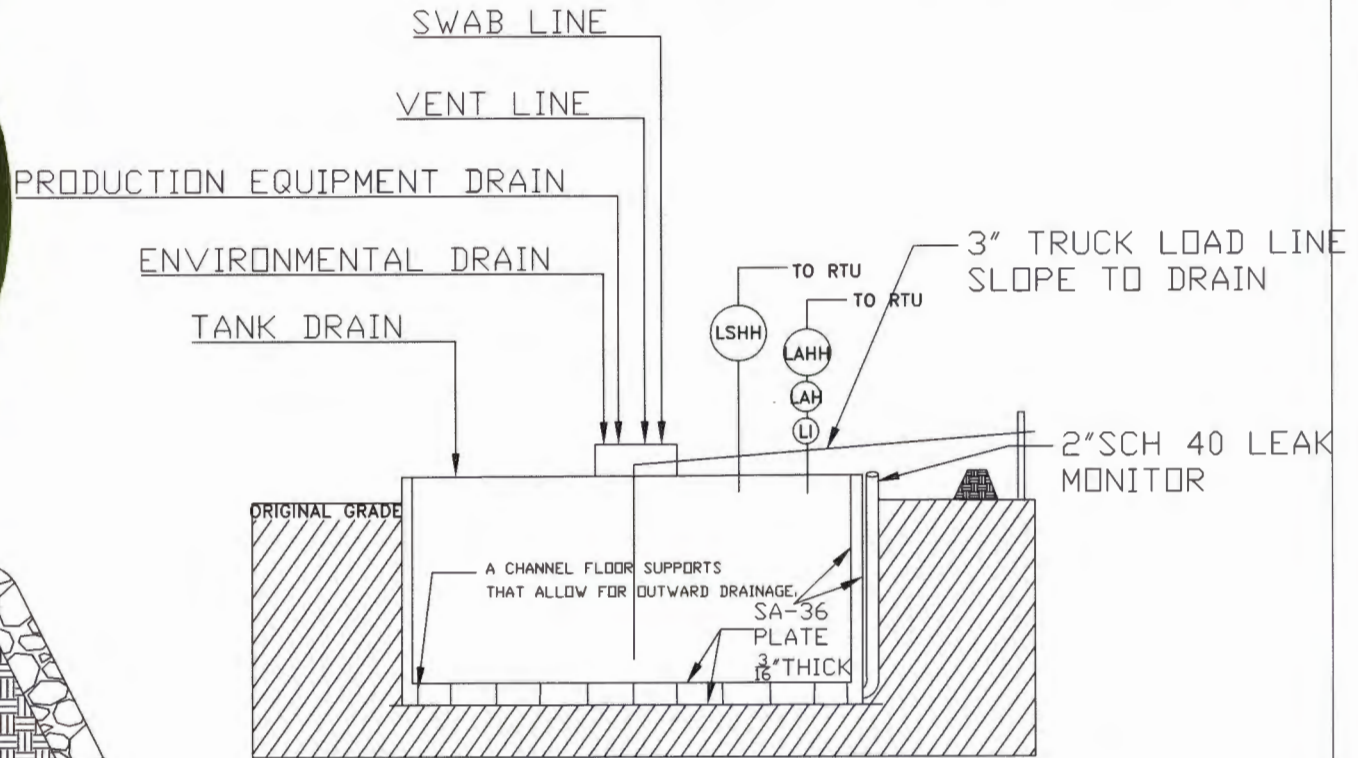 SWAB LINE
VENT LINE
PRODUCTION EQUIPMENT DRAIN
ENVIRONMENTAL DRAIN
TANK DRAIN
TO RTU
TO RTU
3" TRUCK LOAD LINE
SLOPE TO DRAIN
LSHH
LAHH
LAH
LI
2"SCH 40 LEAK
MONITOR
ORIGINAL GRADE
A CHANNEL FLOOR SUPPORTS
THAT ALLOW FOR OUTWARD DRAINAGE.
SA-36
PLATE
3/16"THICK